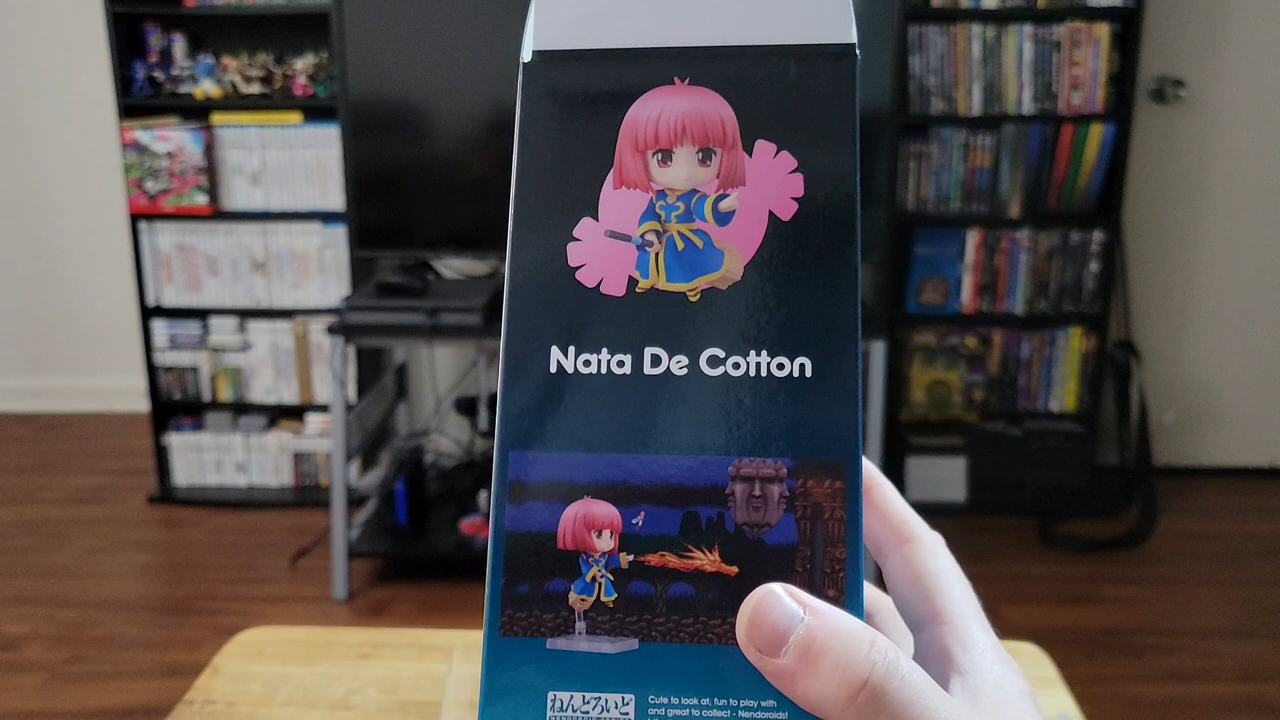 Nata De Cotton
ねんどろいど
Cute to look at, fun to play with
and great to collect - Nendoroids!